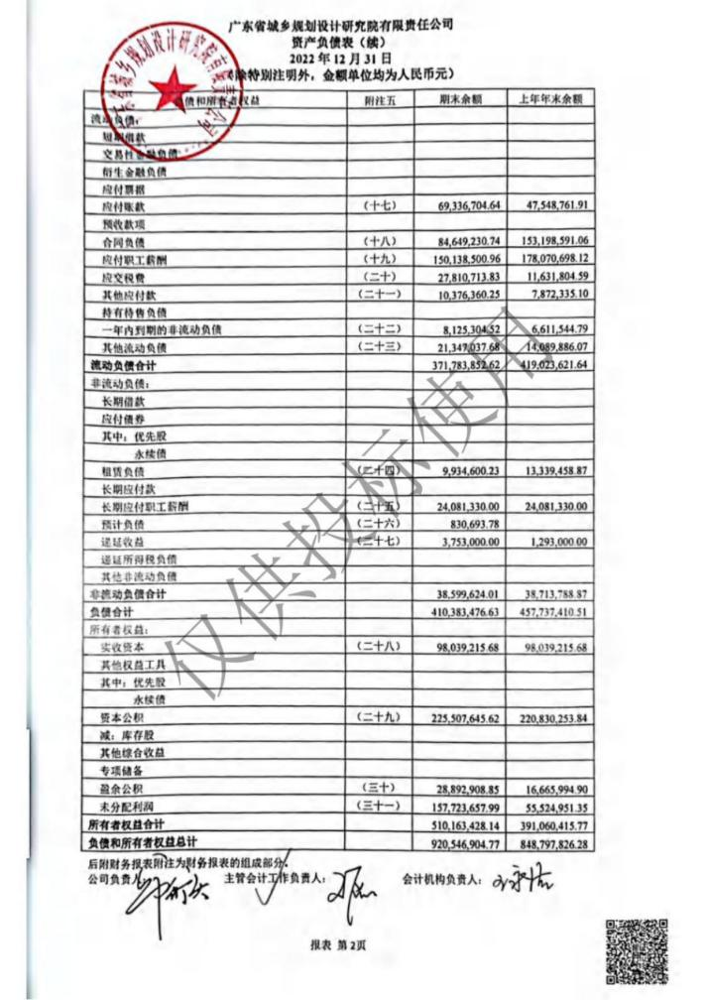 广东省城乡规划设计研究院有限责任公司
资产负债表（续）
2022 年 12 月 31 日
（除特别注明外，金额单位均为人民币元）
负债和所有者权益 附注五 期末余额 上年年末余额
流动负债：
短期借款
交易性金融负债
衍生金融负债
应付票据
应付账款 （十七） 69,336,704.64 47,548,761.91
预收款项
合同负债 （十八） 84,649,230.74 153,198,591.06
应付职工薪酬 （十九） 150,138,500.96 178,070,698.12
应交税费 （二十） 27,810,713.83 11,631,804.59
其他应付款 （二十一） 10,376,360.25 7,872,335.10
持有待售负债
一年内到期的非流动负债 （二十二） 8,125,304.52 6,611,544.79
其他流动负债 （二十三） 21,347,037.68 14,089,886.07
流动负债合计 371,783,852.62 419,023,621.64
非流动负债：
长期借款
应付债券
其中：优先股
永续债
租赁负债 （二十四） 9,934,600.23 13,339,458.87
长期应付款
长期应付职工薪酬 （二十五） 24,081,330.00 24,081,330.00
预计负债 （二十六） 830,693.78
递延收益 （二十七） 3,753,000.00 1,293,000.00
递延所得税负债
其他非流动负债
非流动负债合计 38,599,624.01 38,713,788.87
负债合计 410,383,476.63 457,737,410.51
所有者权益：
实收资本 （二十八） 98,039,215.68 98,039,215.68
其他权益工具
其中：优先股
永续债
资本公积 （二十九） 225,507,645.62 220,830,253.84
减：库存股
其他综合收益
专项储备
盈余公积 （三十） 28,892,908.85 16,665,994.90
未分配利润 （三十一） 157,723,657.99 55,524,951.35
所有者权益合计 510,163,428.14 391,060,415.77
负债和所有者权益总计 920,546,904.77 848,797,826.28
后附财务报表附注为财务报表的组成部分。
公司负责人 主管会计工作负责人： 会计机构负责人：
报表 第 2页
仅供投标使用